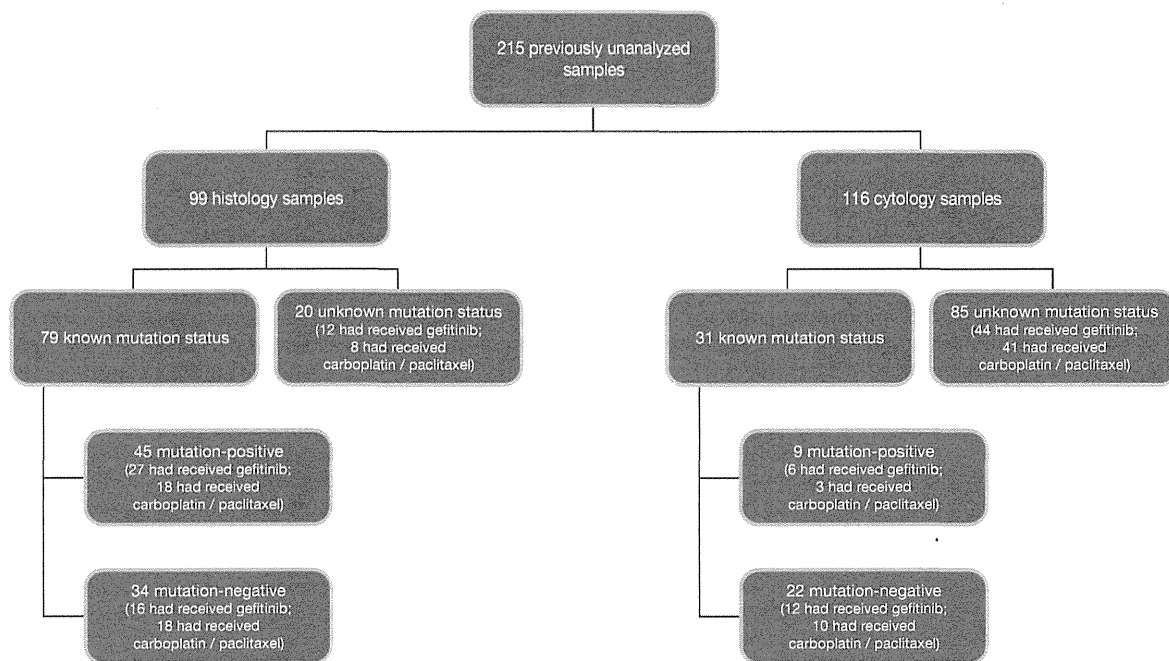 215 previously unanalyzed
samples
99 histology samples
116 cytology samples
79 known mutation status
20 unknown mutation status
(12 had received gefitinib;
8 had received
carboplatin / paclitaxel)
31 known mutation status
85 unknown mutation status
(44 had received gefitinib;
41 had received
carboplatin / paclitaxel)
45 mutation-positive
(27 had received gefitinib;
18 had received
carboplatin / paclitaxel)
9 mutation-positive
(6 had received gefitinib;
3 had received
carboplatin / paclitaxel)
34 mutation-negative
(16 had received gefitinib;
18 had received
carboplatin / paclitaxel)
22 mutation-negative
(12 had received gefitinib;
10 had received
carboplatin / paclitaxel)